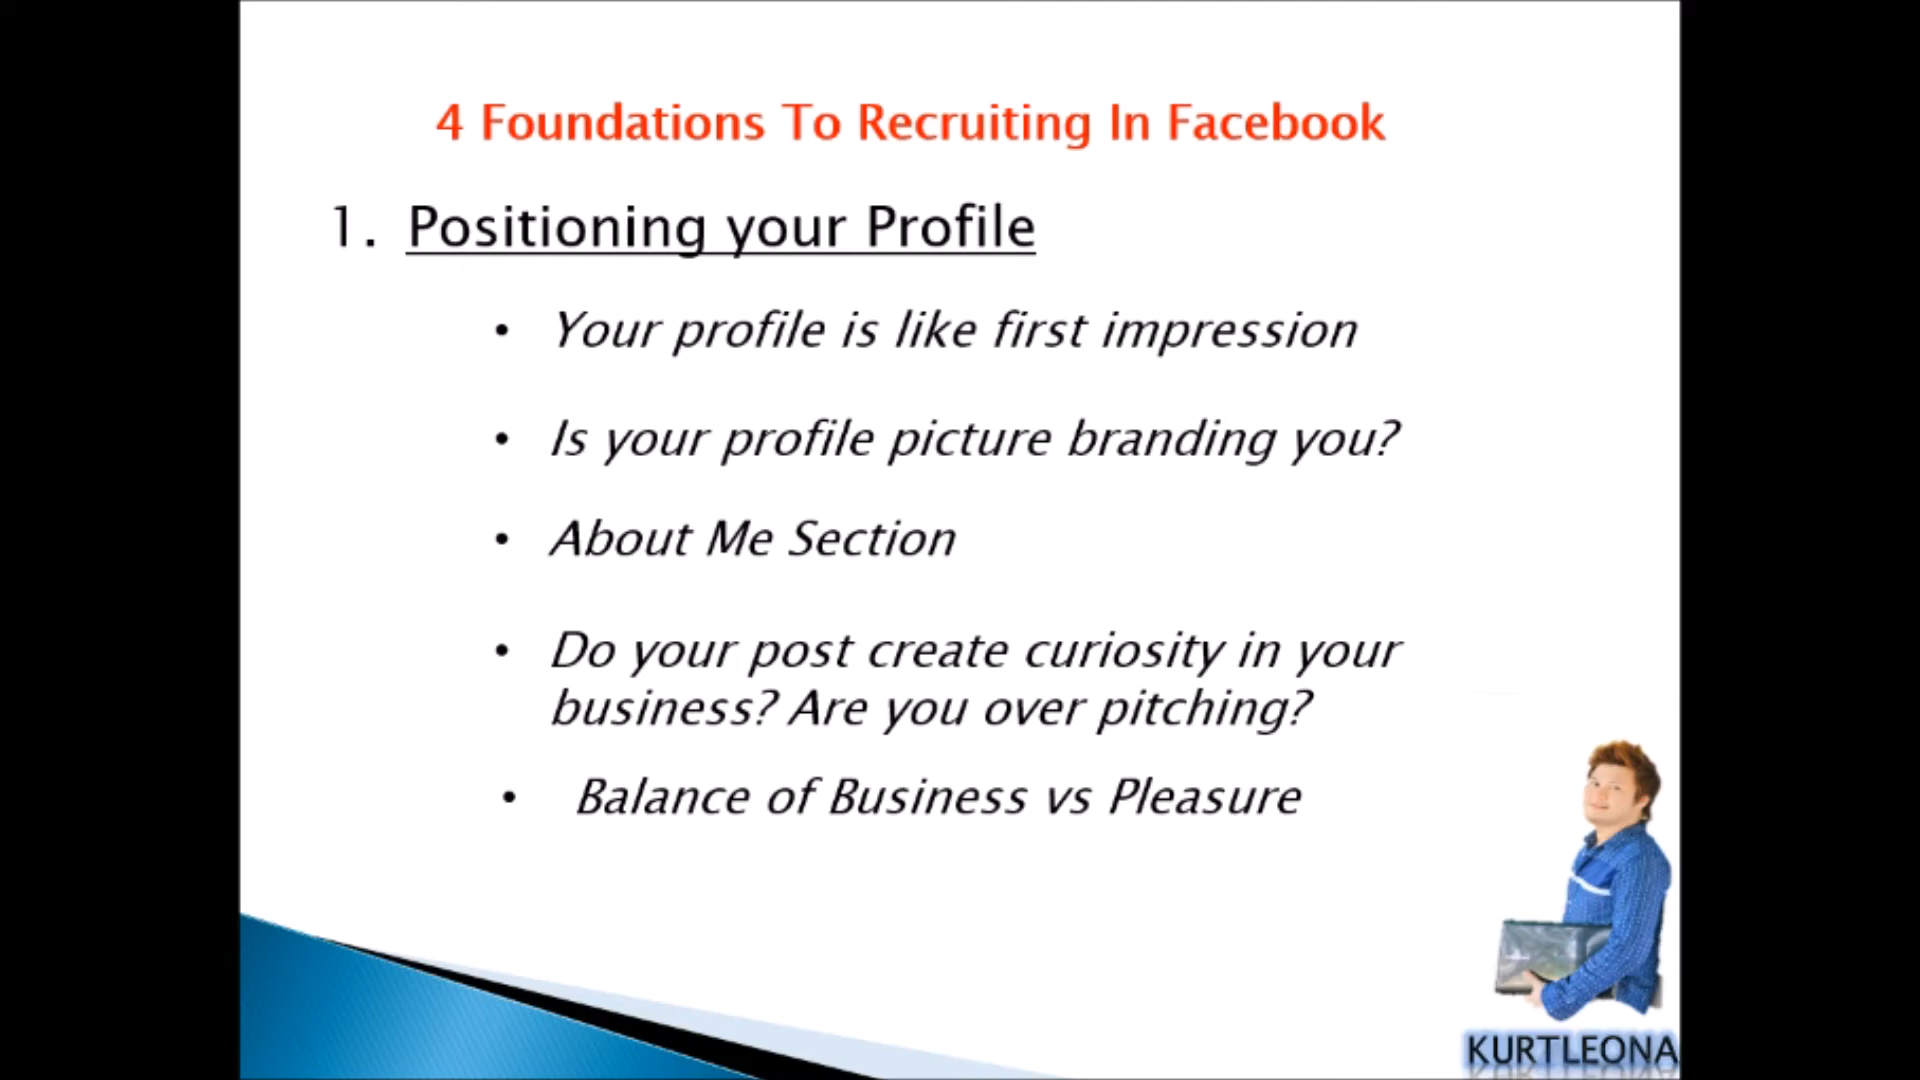 4 Foundations To Recruiting In Facebook
1. Positioning your Profile
• Your profile is like first impression
• Is your profile picture branding you?
• About Me Section
• Do your post create curiosity in your
business? Are you over pitching?
• Balance of Business vs Pleasure
KURTLEONA